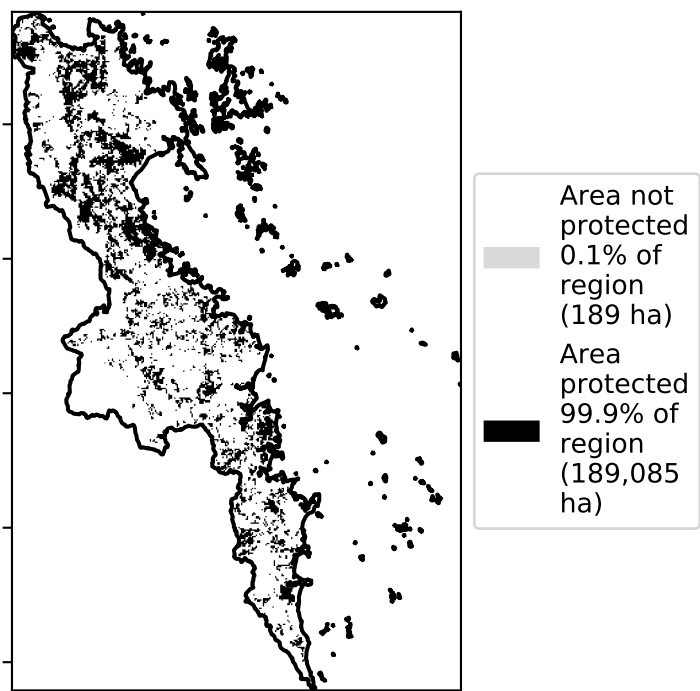 Area not
protected
0.1% of
region
(189 ha)
Area
protected
99.9% of
region
(189,085
ha)